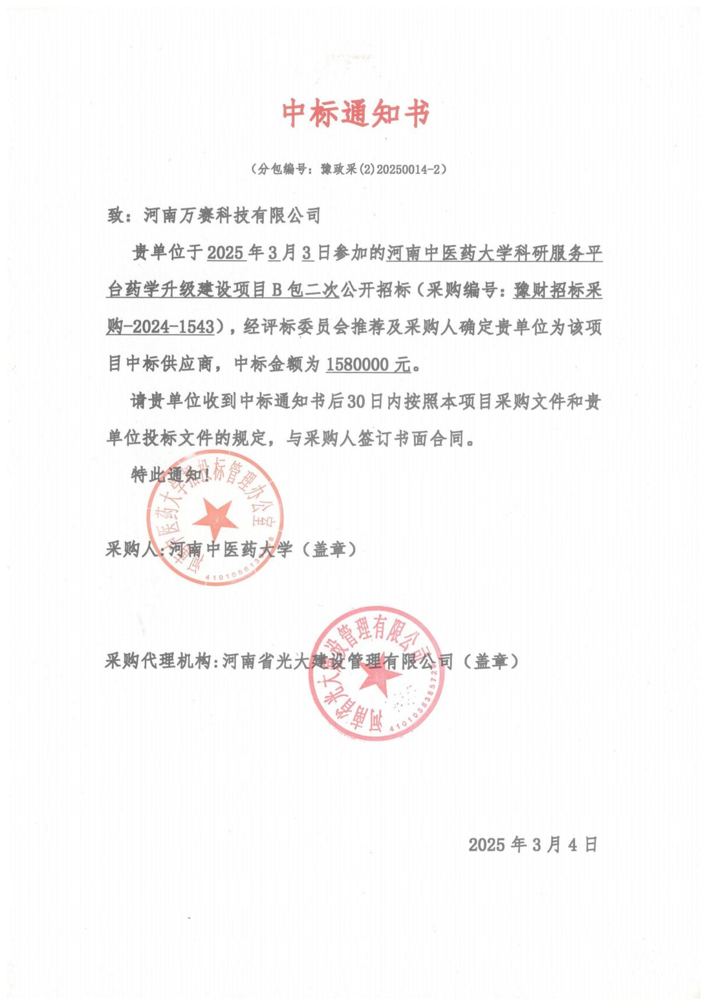 中标通知书
（分包编号：豫政采(2)20250014-2）
致：河南万赛科技有限公司
贵单位于2025年3月3日参加的河南中医药大学科研服务平
台药学升级建设项目B包二次公开招标（采购编号：豫财招标采
购-2024-1543），经评标委员会推荐及采购人确定贵单位为该项
目中标供应商，中标金额为1580000元。
请贵单位收到中标通知书后30日内按照本项目采购文件和贵
单位投标文件的规定，与采购人签订书面合同。
特此通知！
河南中医药大学招投标管理办公室
采购人:河南中医药大学（盖章）
河南省光大建设管理有限公司
采购代理机构:河南省光大建设管理有限公司（盖章）
2025年3月4日